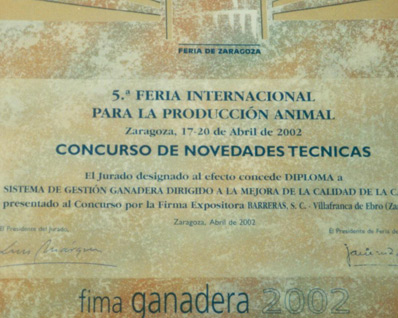 FERIA DE ZARAGOZA
5.ª FERIA INTERNACIONAL
PARA LA PRODUCCIÓN ANIMAL
Zaragoza, 17-20 de Abril de 2002
CONCURSO DE NOVEDADES TECNICAS
El Jurado designado al efecto concede DIPLOMA a
SISTEMA DE GESTIÓN GANADERA DIRIGIDO A LA MEJORA DE LA CALIDAD DE LA CA
presentado al Concurso por la Firma Expositora BARRERAS, S. C. - Villafranca de Ebro (Za
Zaragoza, Abril de 2002
El Presidente del Jurado, El Presidente de Feria de
fima ganadera 2002